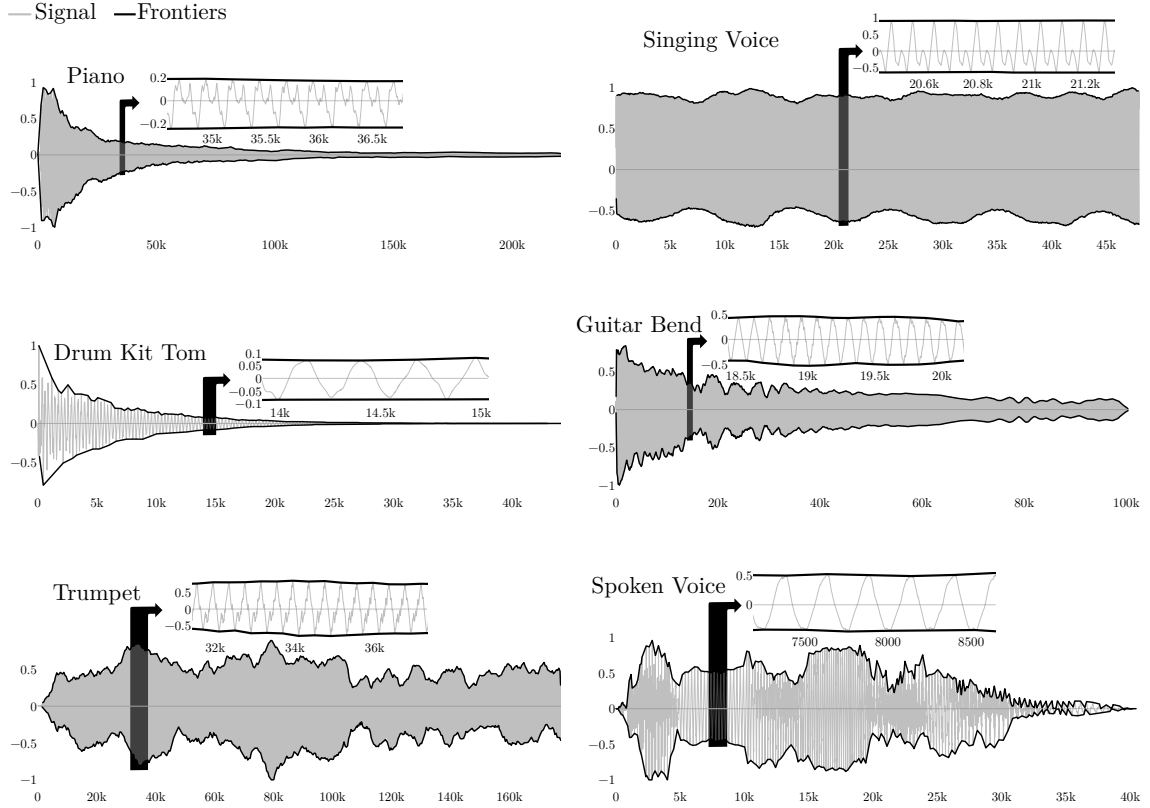 Signal Frontiers
Piano
0.2
0
−0.2
35k 35.5k 36k 36.5k
1
0.5
0
−0.5
−1
0 50k 100k 150k 200k
Singing Voice
1
0.5
0
−0.5
20.6k 20.8k 21k 21.2k
1
0.5
0
−0.5
0 5k 10k 15k 20k 25k 30k 35k 40k 45k
Drum Kit Tom
0.1
0.05
0
−0.05
−0.1
14k 14.5k 15k
1
0.5
0
−0.5
0 5k 10k 15k 20k 25k 30k 35k 40k
Guitar Bend
0.5
0
−0.5
18.5k 19k 19.5k 20k
0.5
0
−0.5
−1
0 20k 40k 60k 80k 100k
Trumpet
0.5
0
−0.5
32k 34k 36k
0.5
0
−0.5
−1
0 20k 40k 60k 80k 100k 120k 140k 160k
Spoken Voice
0.5
0
7500 8000 8500
1
0.5
0
−0.5
−1
0 5k 10k 15k 20k 25k 30k 35k 40k